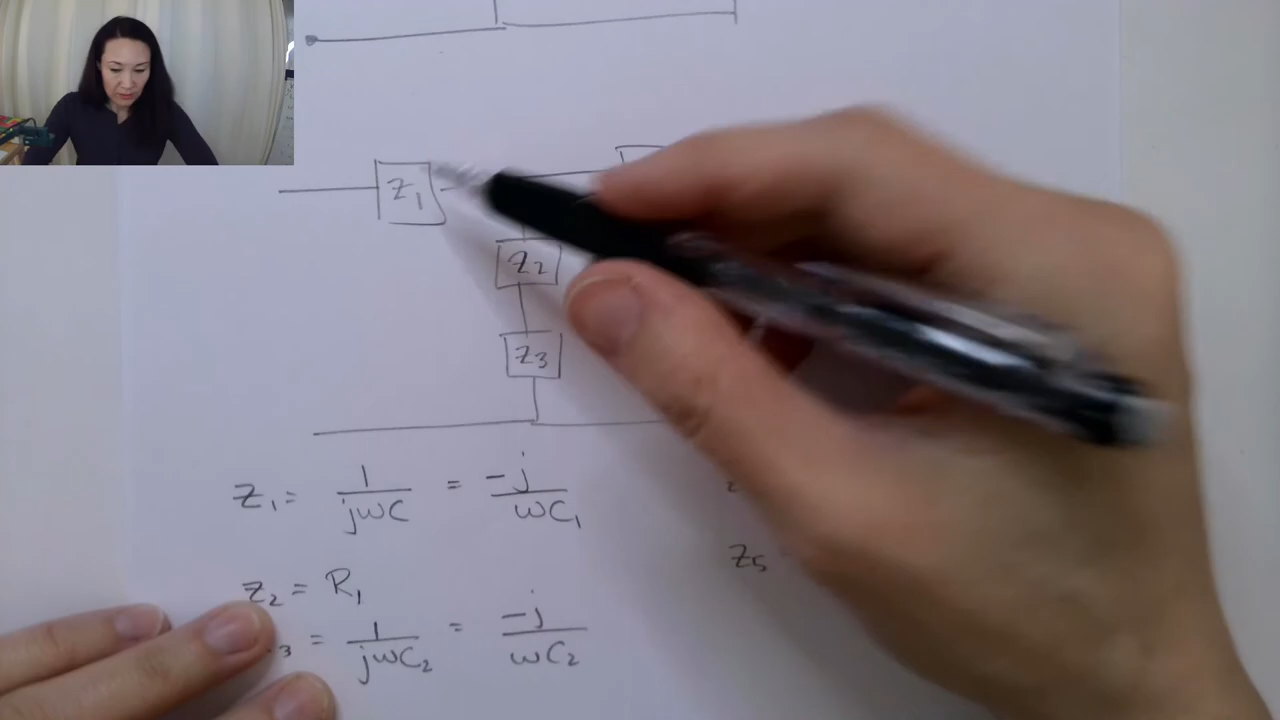 Z1
Z2
Z3
Z1 = 1/jωC = -j/ωC1
Z2 = R1
3 = 1/jωC2 = -j/ωC2
Z5